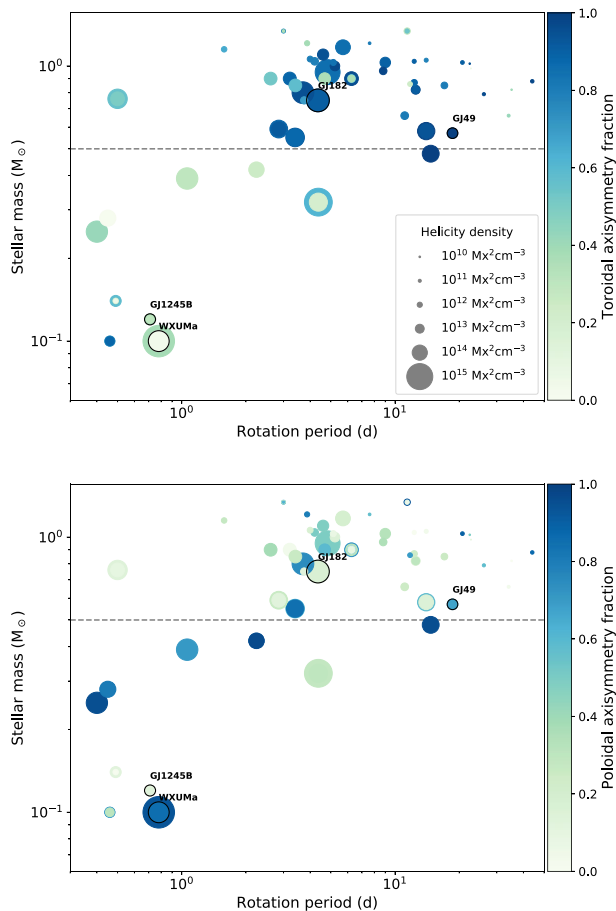 10⁰
10⁻¹
Stellar mass (M⊙)
GJ182
GJ49
GJ1245B
WXUMa
Helicity density
10¹⁰ Mx²cm⁻³
10¹¹ Mx²cm⁻³
10¹² Mx²cm⁻³
10¹³ Mx²cm⁻³
10¹⁴ Mx²cm⁻³
10¹⁵ Mx²cm⁻³
10⁰
10¹
Rotation period (d)
1.0
0.8
0.6
0.4
0.2
0.0
Toroidal axisymmetry fraction
10⁰
10⁻¹
Stellar mass (M⊙)
GJ182
GJ49
GJ1245B
WXUMa
10⁰
10¹
Rotation period (d)
1.0
0.8
0.6
0.4
0.2
0.0
Poloidal axisymmetry fraction